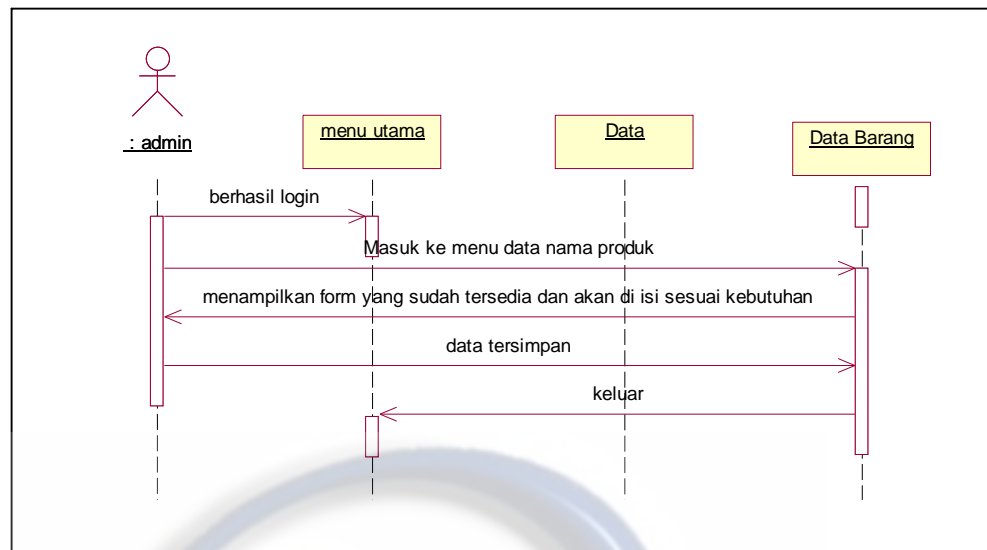 : admin
menu utama
Data
Data Barang
berhasil login
Masuk ke menu data nama produk
menampilkan form yang sudah tersedia dan akan di isi sesuai kebutuhan
data tersimpan
keluar